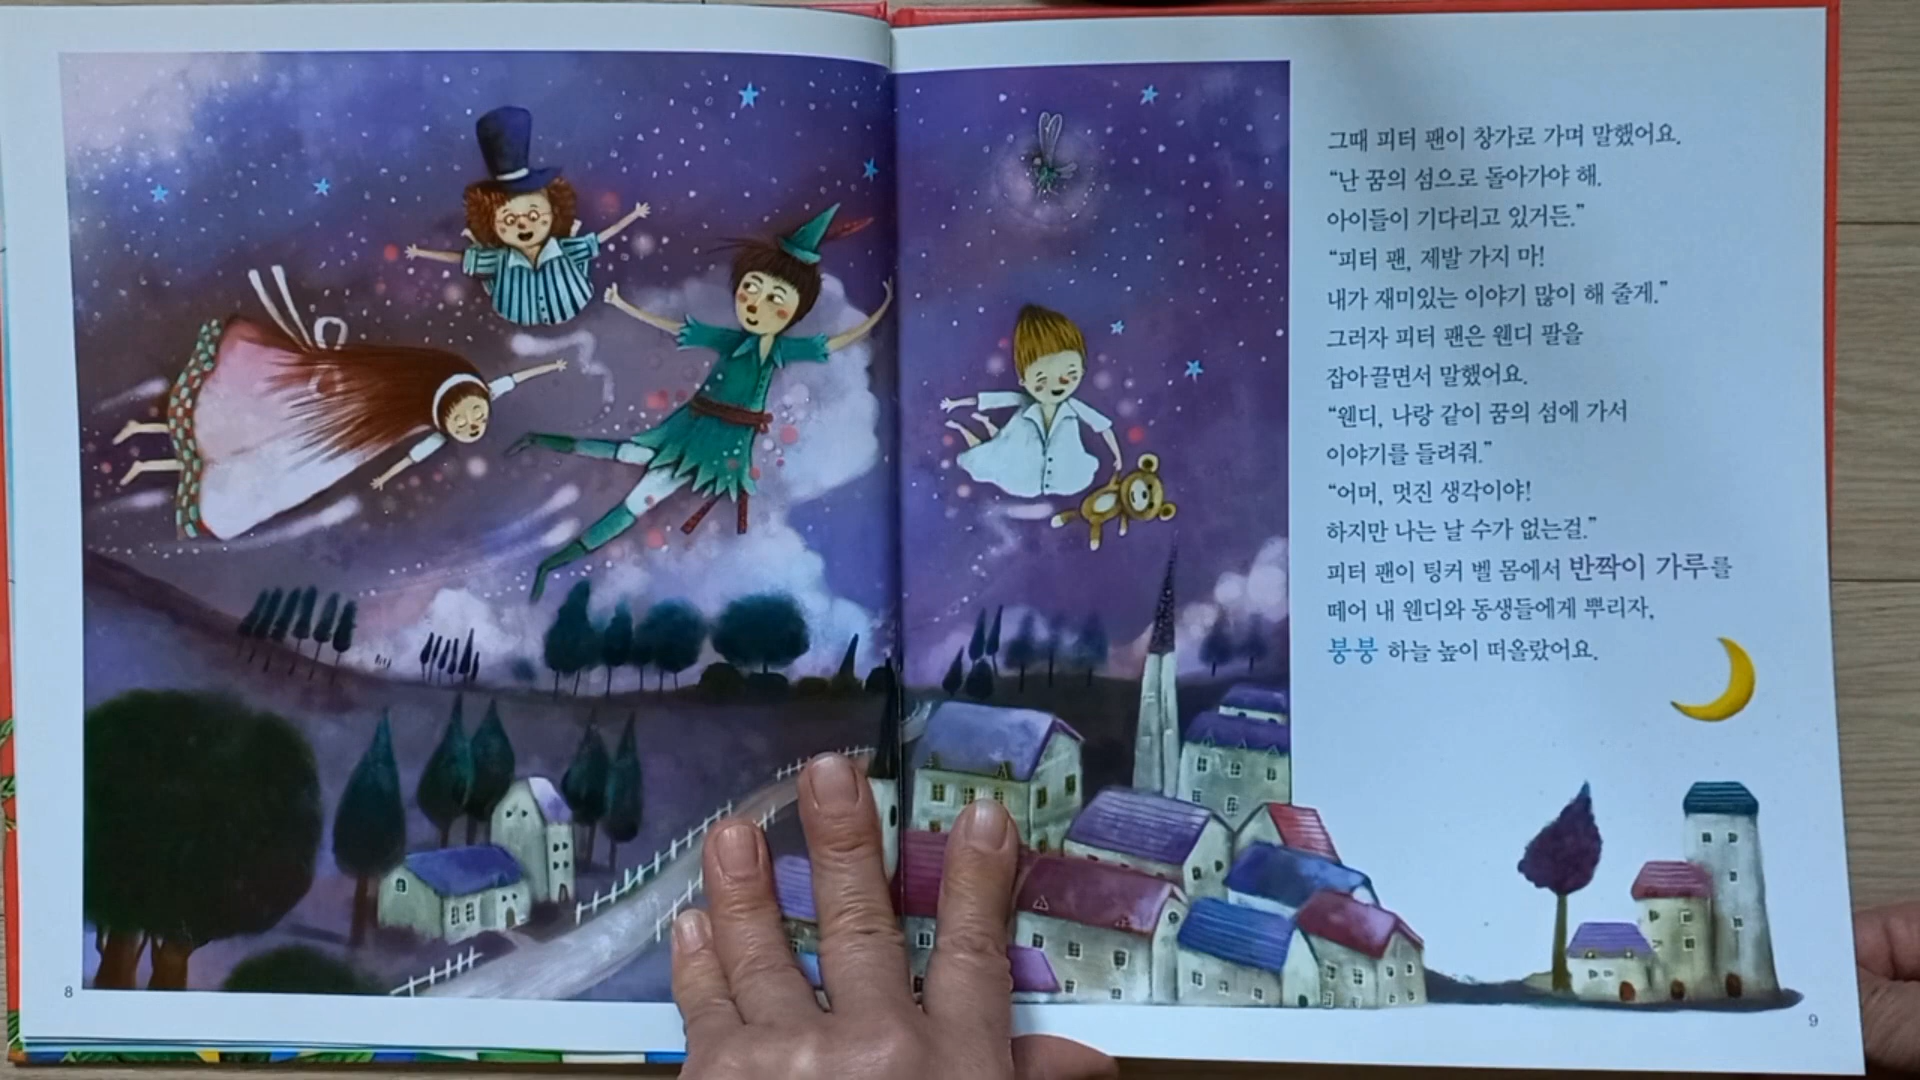 그때 피터 팬이 창가로 가며 말했어요.
“난 꿈의 섬으로 돌아가야 해.
아이들이 기다리고 있거든.”
“피터 팬, 제발 가지 마!
내가 재미있는 이야기 많이 해 줄게.”
그러자 피터 팬은 웬디 팔을
잡아끌면서 말했어요.
“웬디, 나랑 같이 꿈의 섬에 가서
이야기를 들려줘.”
“어머, 멋진 생각이야!
하지만 나는 날 수가 없는걸.”
피터 팬이 팅커 벨 몸에서 반짝이 가루를
떼어 내 웬디와 동생들에게 뿌리자,
붕붕 하늘 높이 떠올랐어요.
8
9